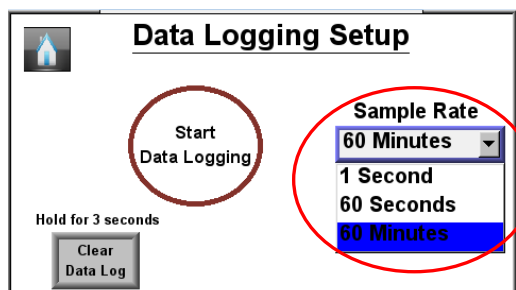 Data Logging Setup
Start
Data Logging
Sample Rate
60 Minutes
1 Second
60 Seconds
60 Minutes
Hold for 3 seconds
Clear
Data Log